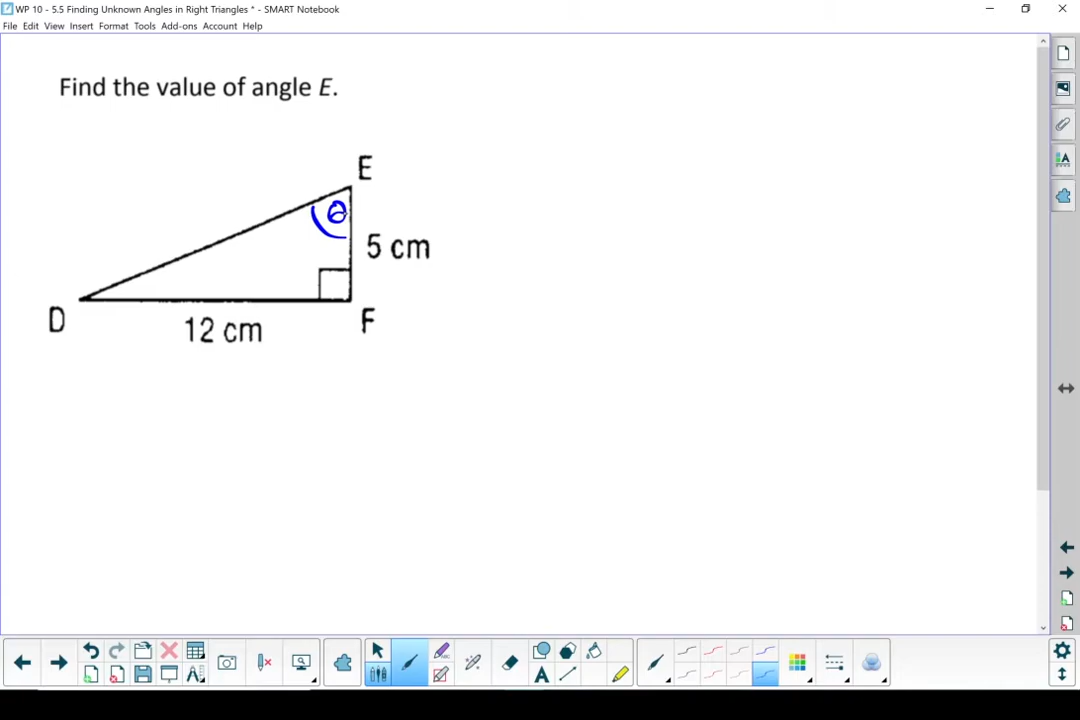 WP 10 - 5.5 Finding Unknown Angles in Right Triangles * - SMART Notebook
File Edit View Insert Format Tools Add-ons Account Help
Find the value of angle E.
E
θ
5 cm
D
F
12 cm